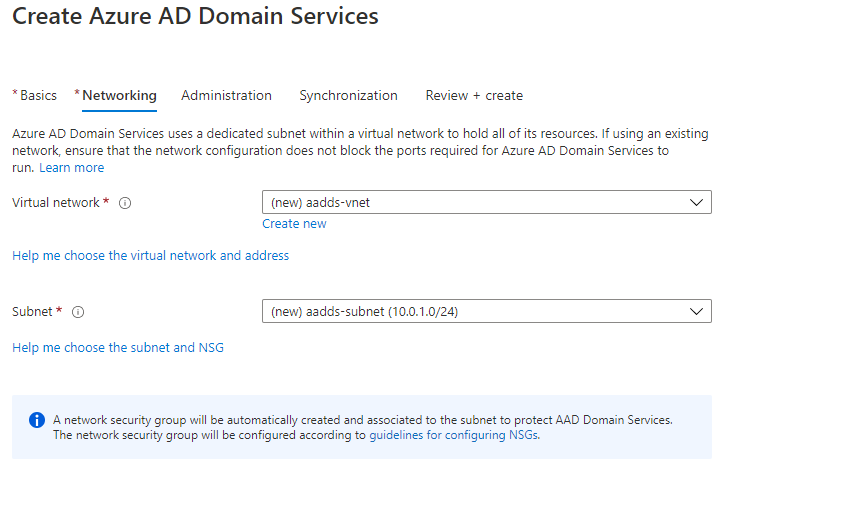 Create Azure AD Domain Services
* Basics * Networking Administration Synchronization Review + create
Azure AD Domain Services uses a dedicated subnet within a virtual network to hold all of its resources. If using an existing
network, ensure that the network configuration does not block the ports required for Azure AD Domain Services to
run. Learn more
Virtual network * (new) aadds-vnet
Create new
Help me choose the virtual network and address
Subnet * (new) aadds-subnet (10.0.1.0/24)
Help me choose the subnet and NSG
A network security group will be automatically created and associated to the subnet to protect AAD Domain Services.
The network security group will be configured according to guidelines for configuring NSGs.